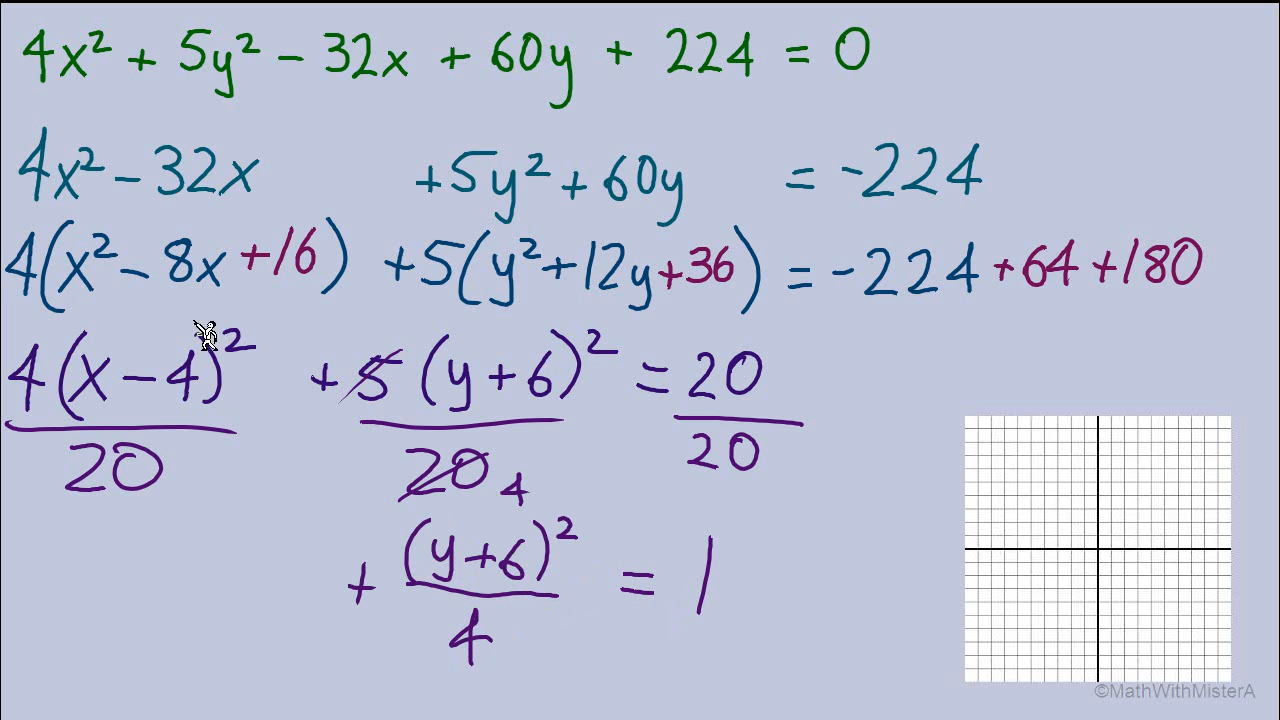 4x² + 5y² - 32x + 60y + 224 = 0
4x² - 32x + 5y² + 60y = -224
4(x² - 8x + 16) + 5(y² + 12y + 36) = -224 + 64 + 180
4(x - 4)² + 5(y + 6)² = 20
20 20 4 20
+ (y + 6)² = 1
4
©MathWithMisterA